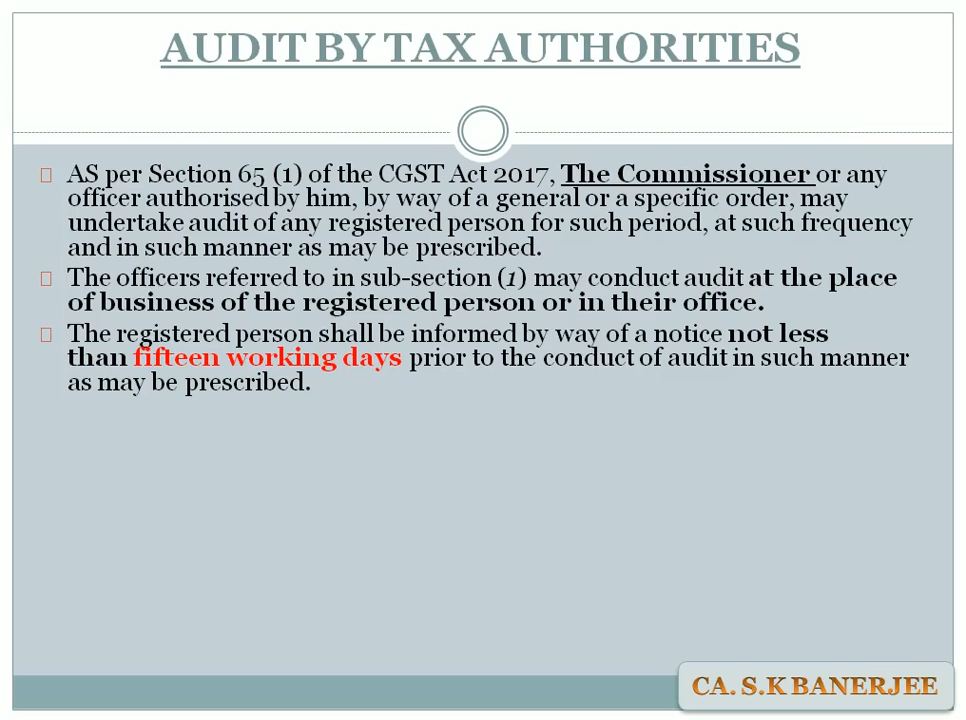 AUDIT BY TAX AUTHORITIES
AS per Section 65 (1) of the CGST Act 2017, The Commissioner or any
officer authorised by him, by way of a general or a specific order, may
undertake audit of any registered person for such period, at such frequency
and in such manner as may be prescribed.
The officers referred to in sub-section (1) may conduct audit at the place
of business of the registered person or in their office.
The registered person shall be informed by way of a notice not less
than fifteen working days prior to the conduct of audit in such manner
as may be prescribed.
CA. S.K BANERJEE